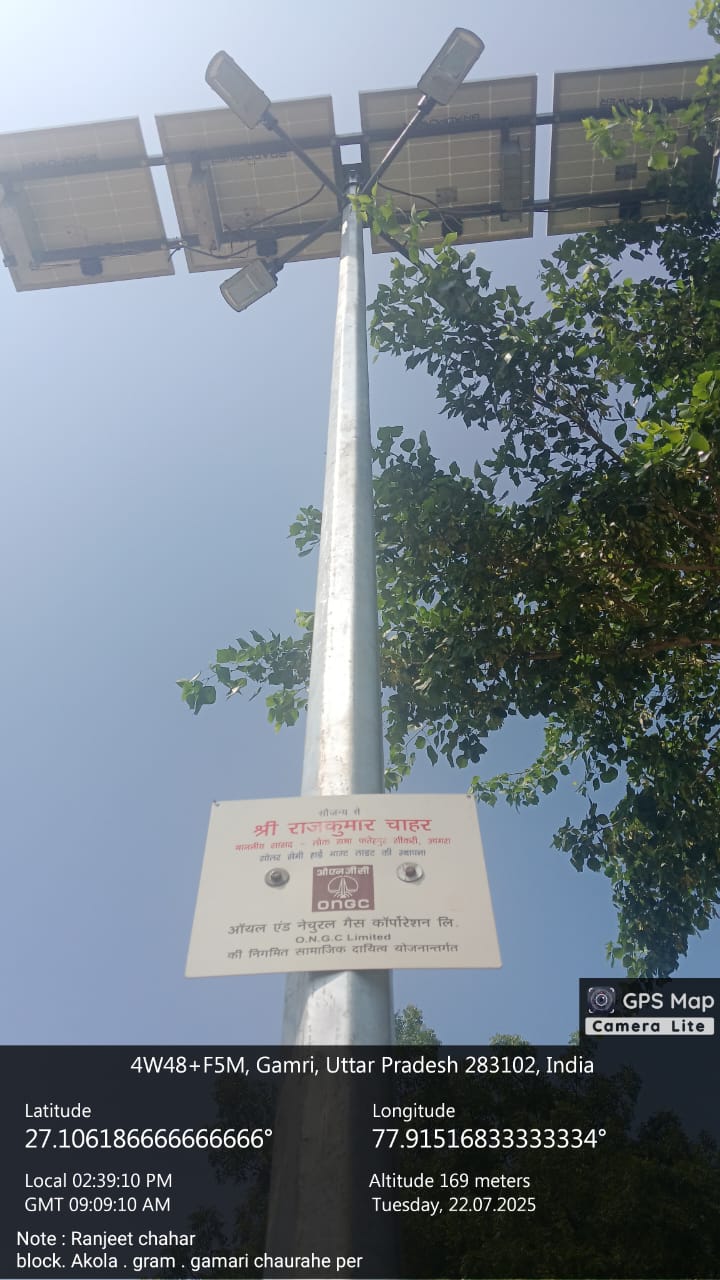 सौजन्य से
श्री राजकुमार चाहर
माननीय सांसद - लोक सभा फतेहपुर सीकरी, आगरा
सोलर सेमी हाई मास्ट लाइट की स्थापना
ओएनजीसी
ONGC
ऑयल एंड नेचुरल गैस कॉर्पोरेशन लि.
O.N.G.C Limited
की निगमित सामाजिक दायित्व योजनान्तर्गत
GPS Map
Camera Lite
4W48+F5M, Gamri, Uttar Pradesh 283102, India
Latitude
27.106186666666666°
Longitude
77.91516833333334°
Local 02:39:10 PM
GMT 09:09:10 AM
Altitude 169 meters
Tuesday, 22.07.2025
Note : Ranjeet chahar
block. Akola . gram . gamari chaurahe per